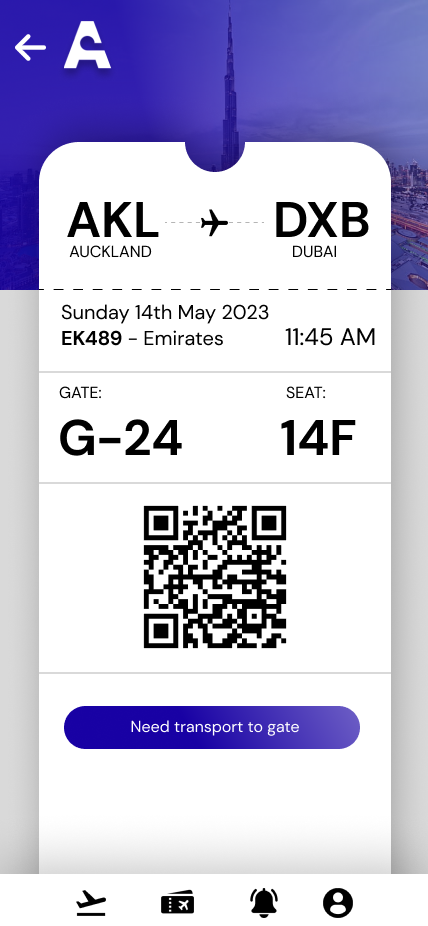 AKL DXB
AUCKLAND DUBAI
Sunday 14th May 2023
EK489 - Emirates 11:45 AM
GATE: SEAT:
G-24 14F
Need transport to gate